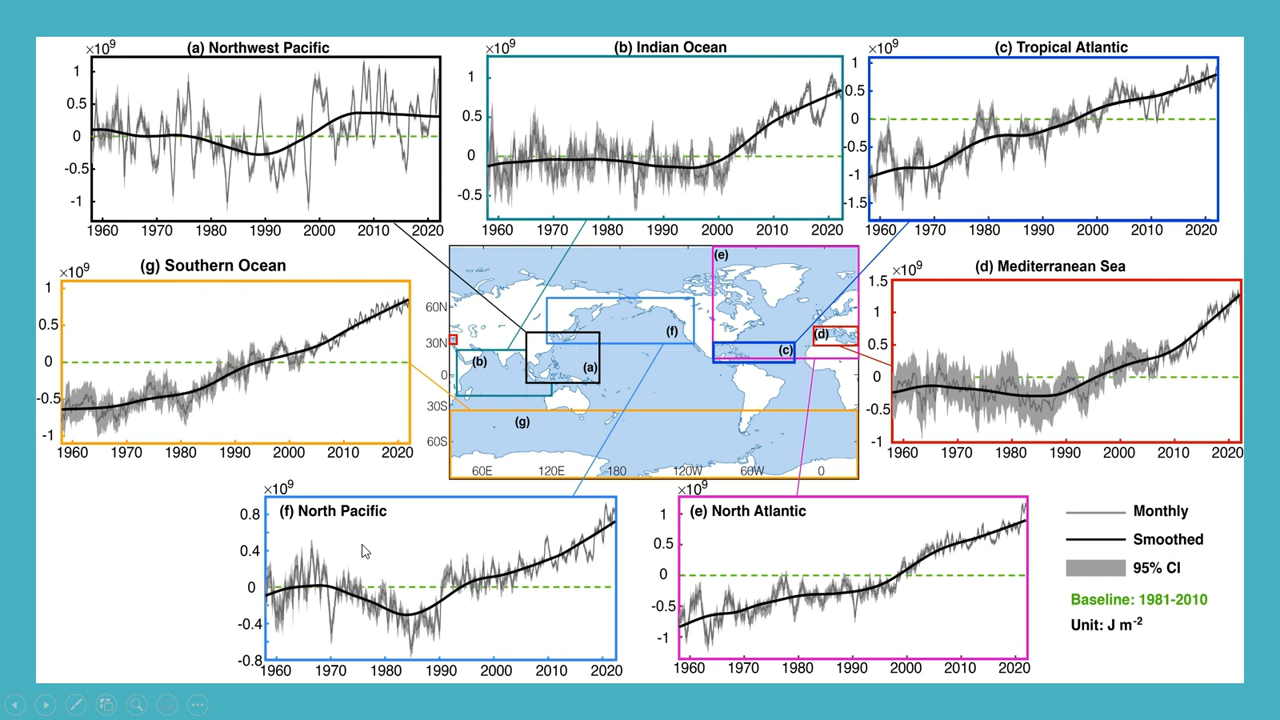 ×10⁹
(a) Northwest Pacific
1
0.5
0
-0.5
-1
1960 1970 1980 1990 2000 2010 2020
×10⁹
(b) Indian Ocean
1
0.5
0
-0.5
1960 1970 1980 1990 2000 2010 2020
×10⁹
(c) Tropical Atlantic
1
0.5
0
-0.5
-1
-1.5
1960 1970 1980 1990 2000 2010 2020
×10⁹
(g) Southern Ocean
1
0.5
0
-0.5
-1
1960 1970 1980 1990 2000 2010 2020
(e)
60N
(f)
(d)
30N
(b)
(c)
(a)
0
30S
(g)
60S
60E 120E -180 120W 60W 0
×10⁹
(d) Mediterranean Sea
1.5
1
0.5
0
-0.5
-1
1960 1970 1980 1990 2000 2010 2020
×10⁹
(f) North Pacific
0.8
0.4
0
-0.4
-0.8
1960 1970 1980 1990 2000 2010 2020
×10⁹
(e) North Atlantic
1
0.5
0
-0.5
-1
1960 1970 1980 1990 2000 2010 2020
Monthly
Smoothed
95% CI
Baseline: 1981-2010
Unit: J m⁻²